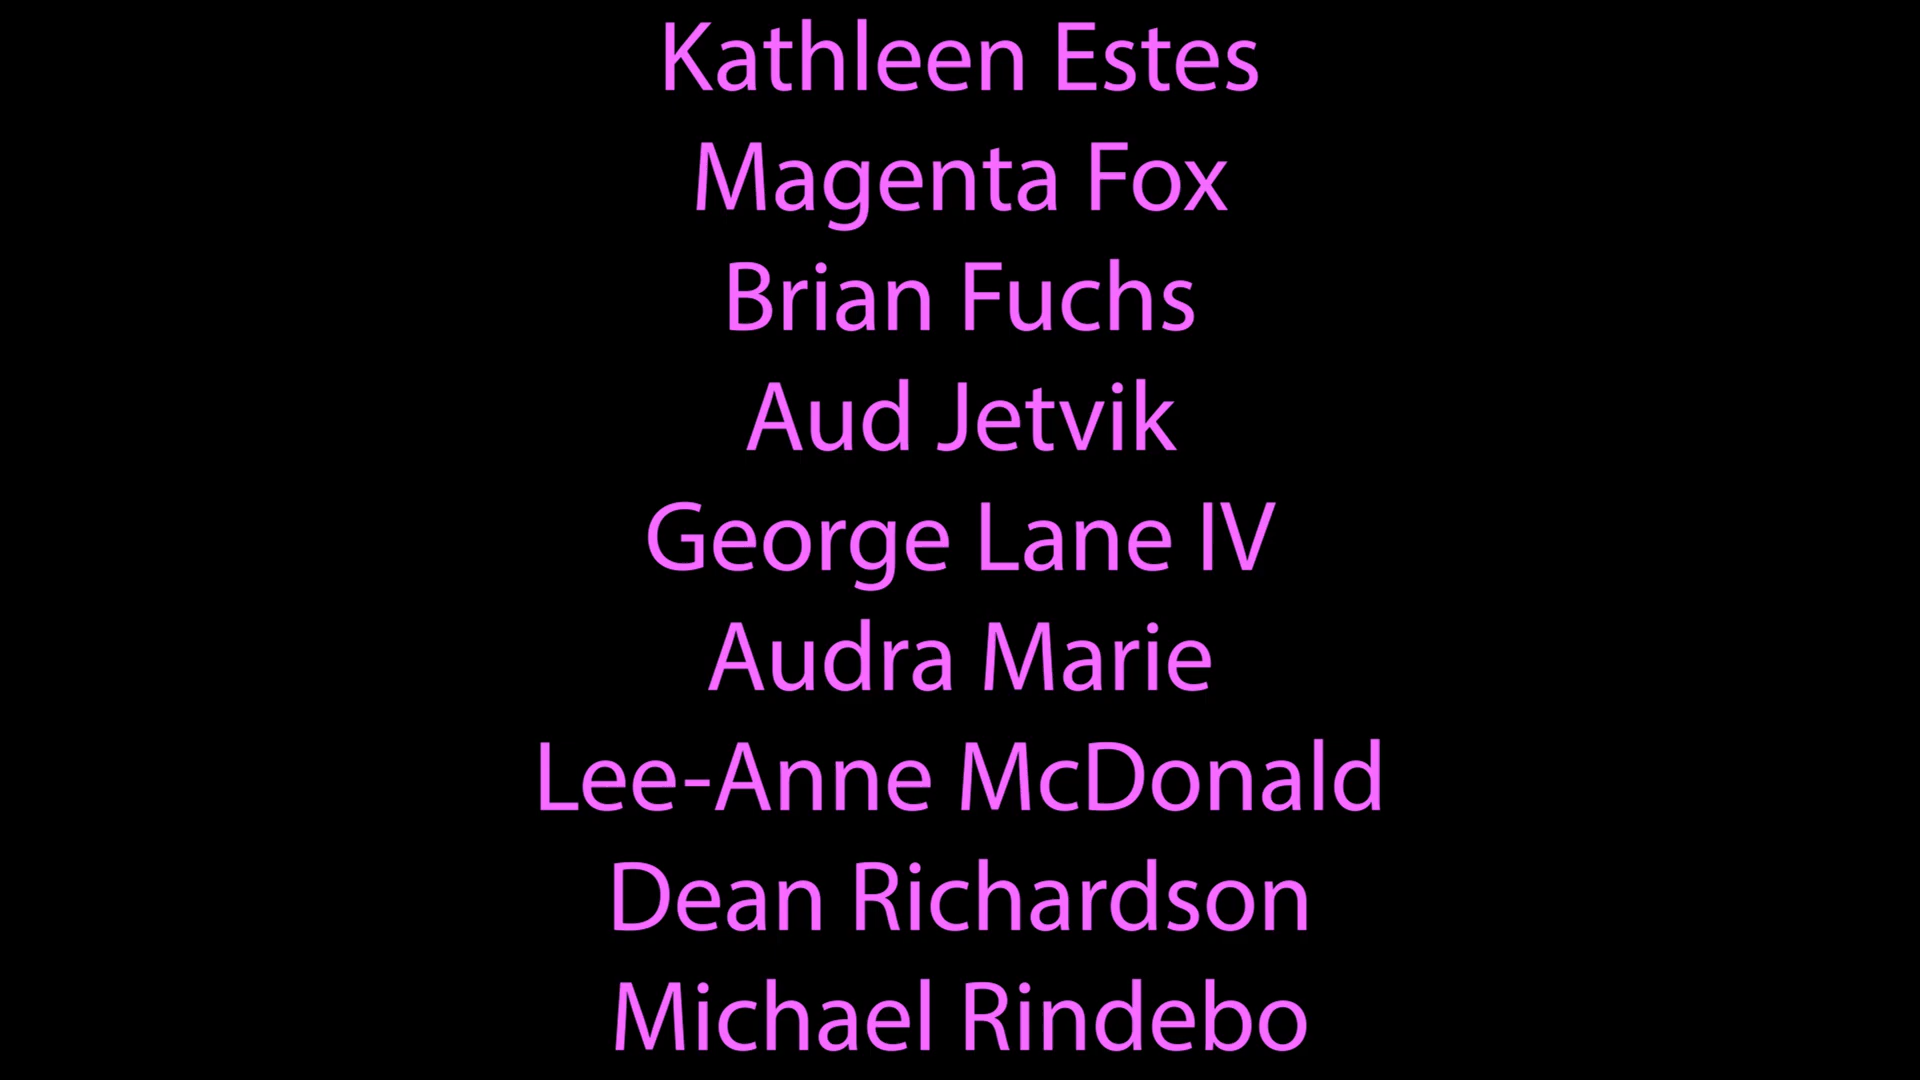 Kathleen Estes
Magenta Fox
Brian Fuchs
Aud Jetvik
George Lane IV
Audra Marie
Lee-Anne McDonald
Dean Richardson
Michael Rindebo